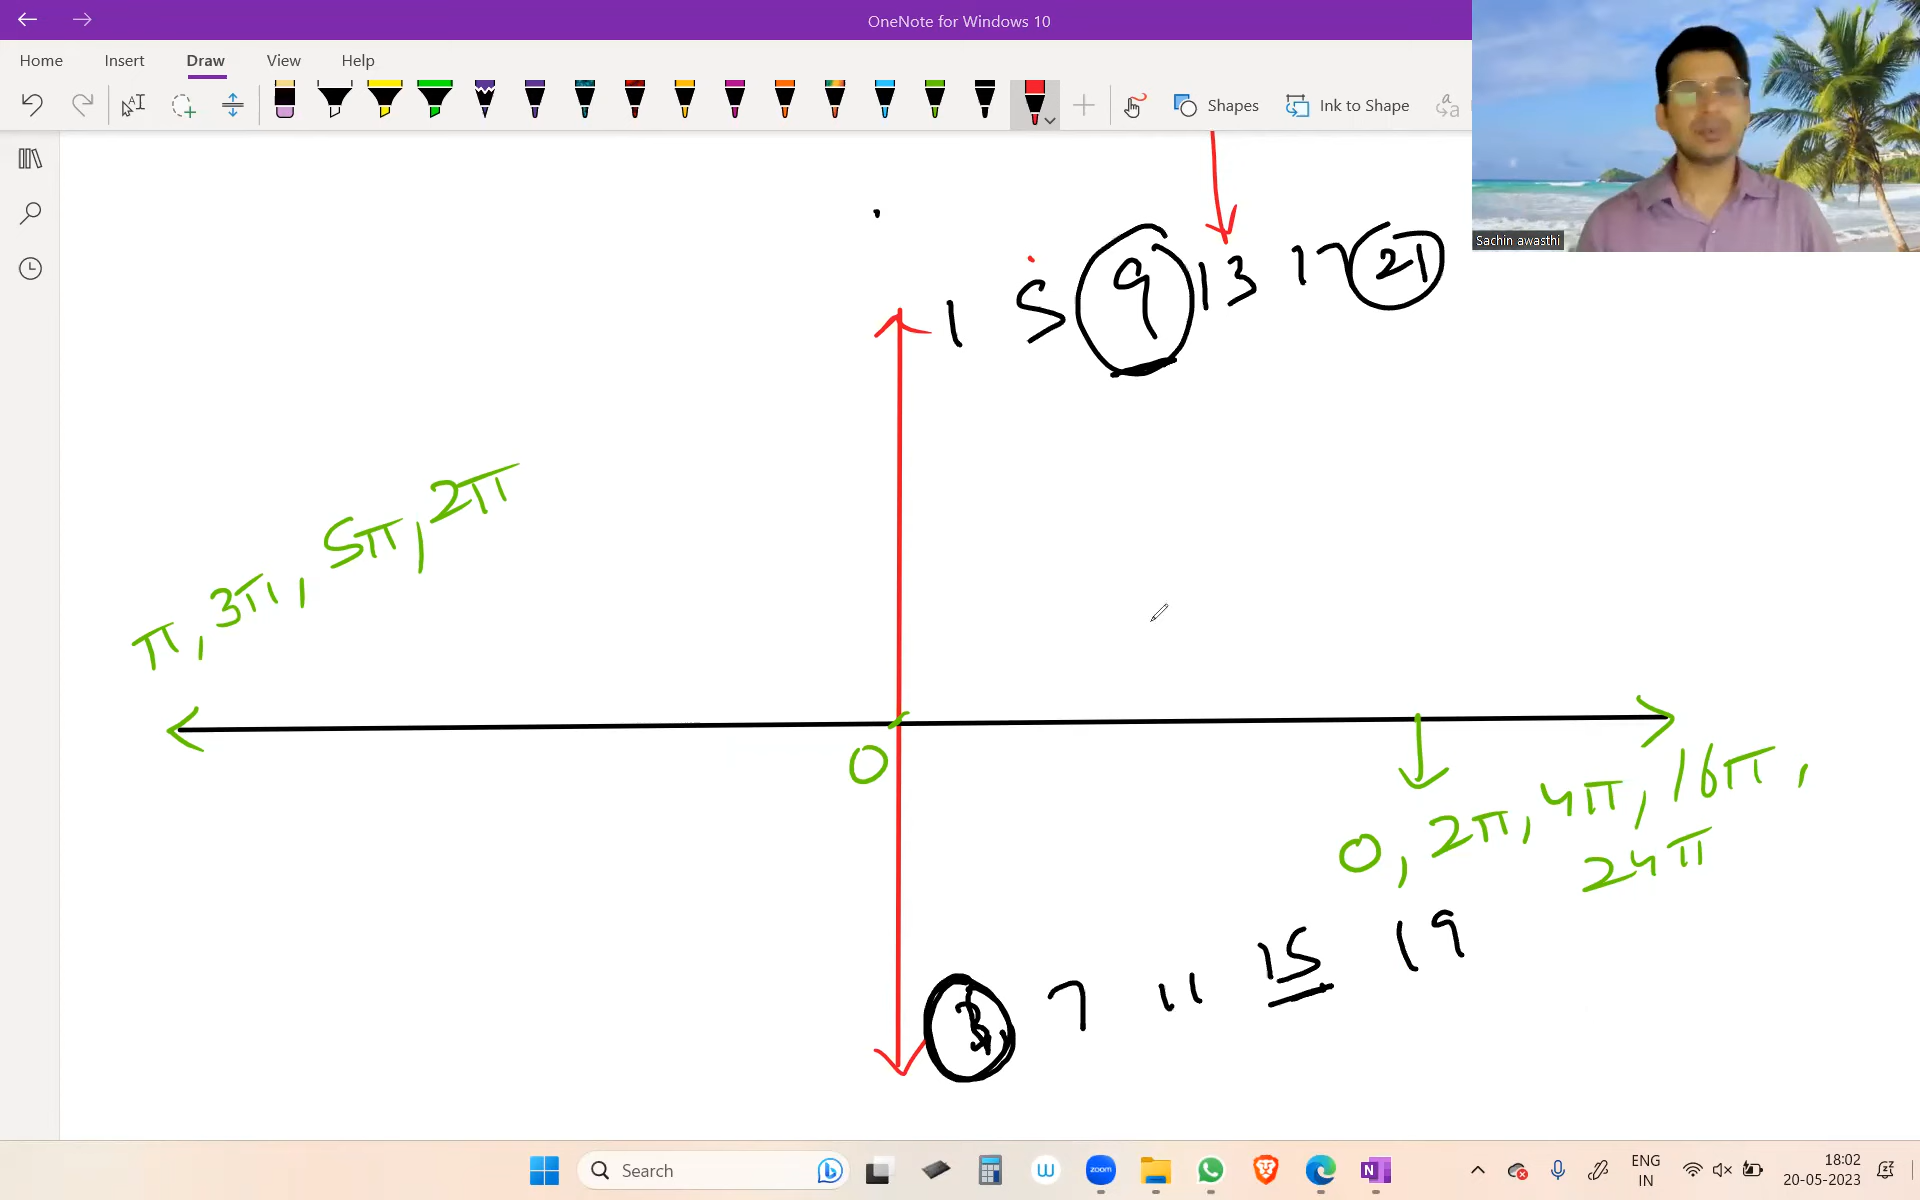 OneNote for Windows 10
Home Insert Draw View Help
Shapes Ink to Shape
Sachin awasthi
1 5 9 13 17 21
π, 3π, 5π, 2π
0
0, 2π, 4π, 16π,
24π
3 7 11 15 19
Search
zoom
ENG
IN
18:02
20-05-2023